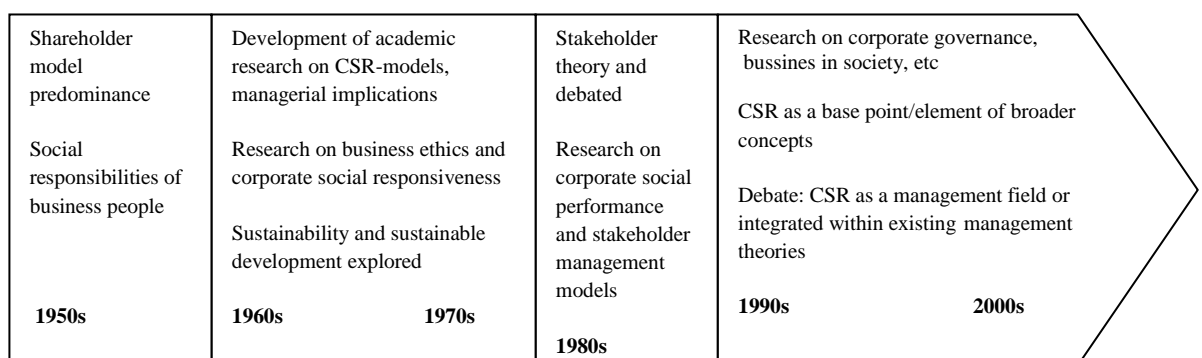 Shareholder
model
predominance
Social
responsibilities of
business people
1950s
Development of academic
research on CSR-models,
managerial implications
Research on business ethics and
corporate social responsiveness
Sustainability and sustainable
development explored
1960s 1970s
Stakeholder
theory and
debated
Research on
corporate social
performance
and stakeholder
management
models
1980s
Research on corporate governance,
bussines in society, etc
CSR as a base point/element of broader
concepts
Debate: CSR as a management field or
integrated within existing management
theories
1990s 2000s